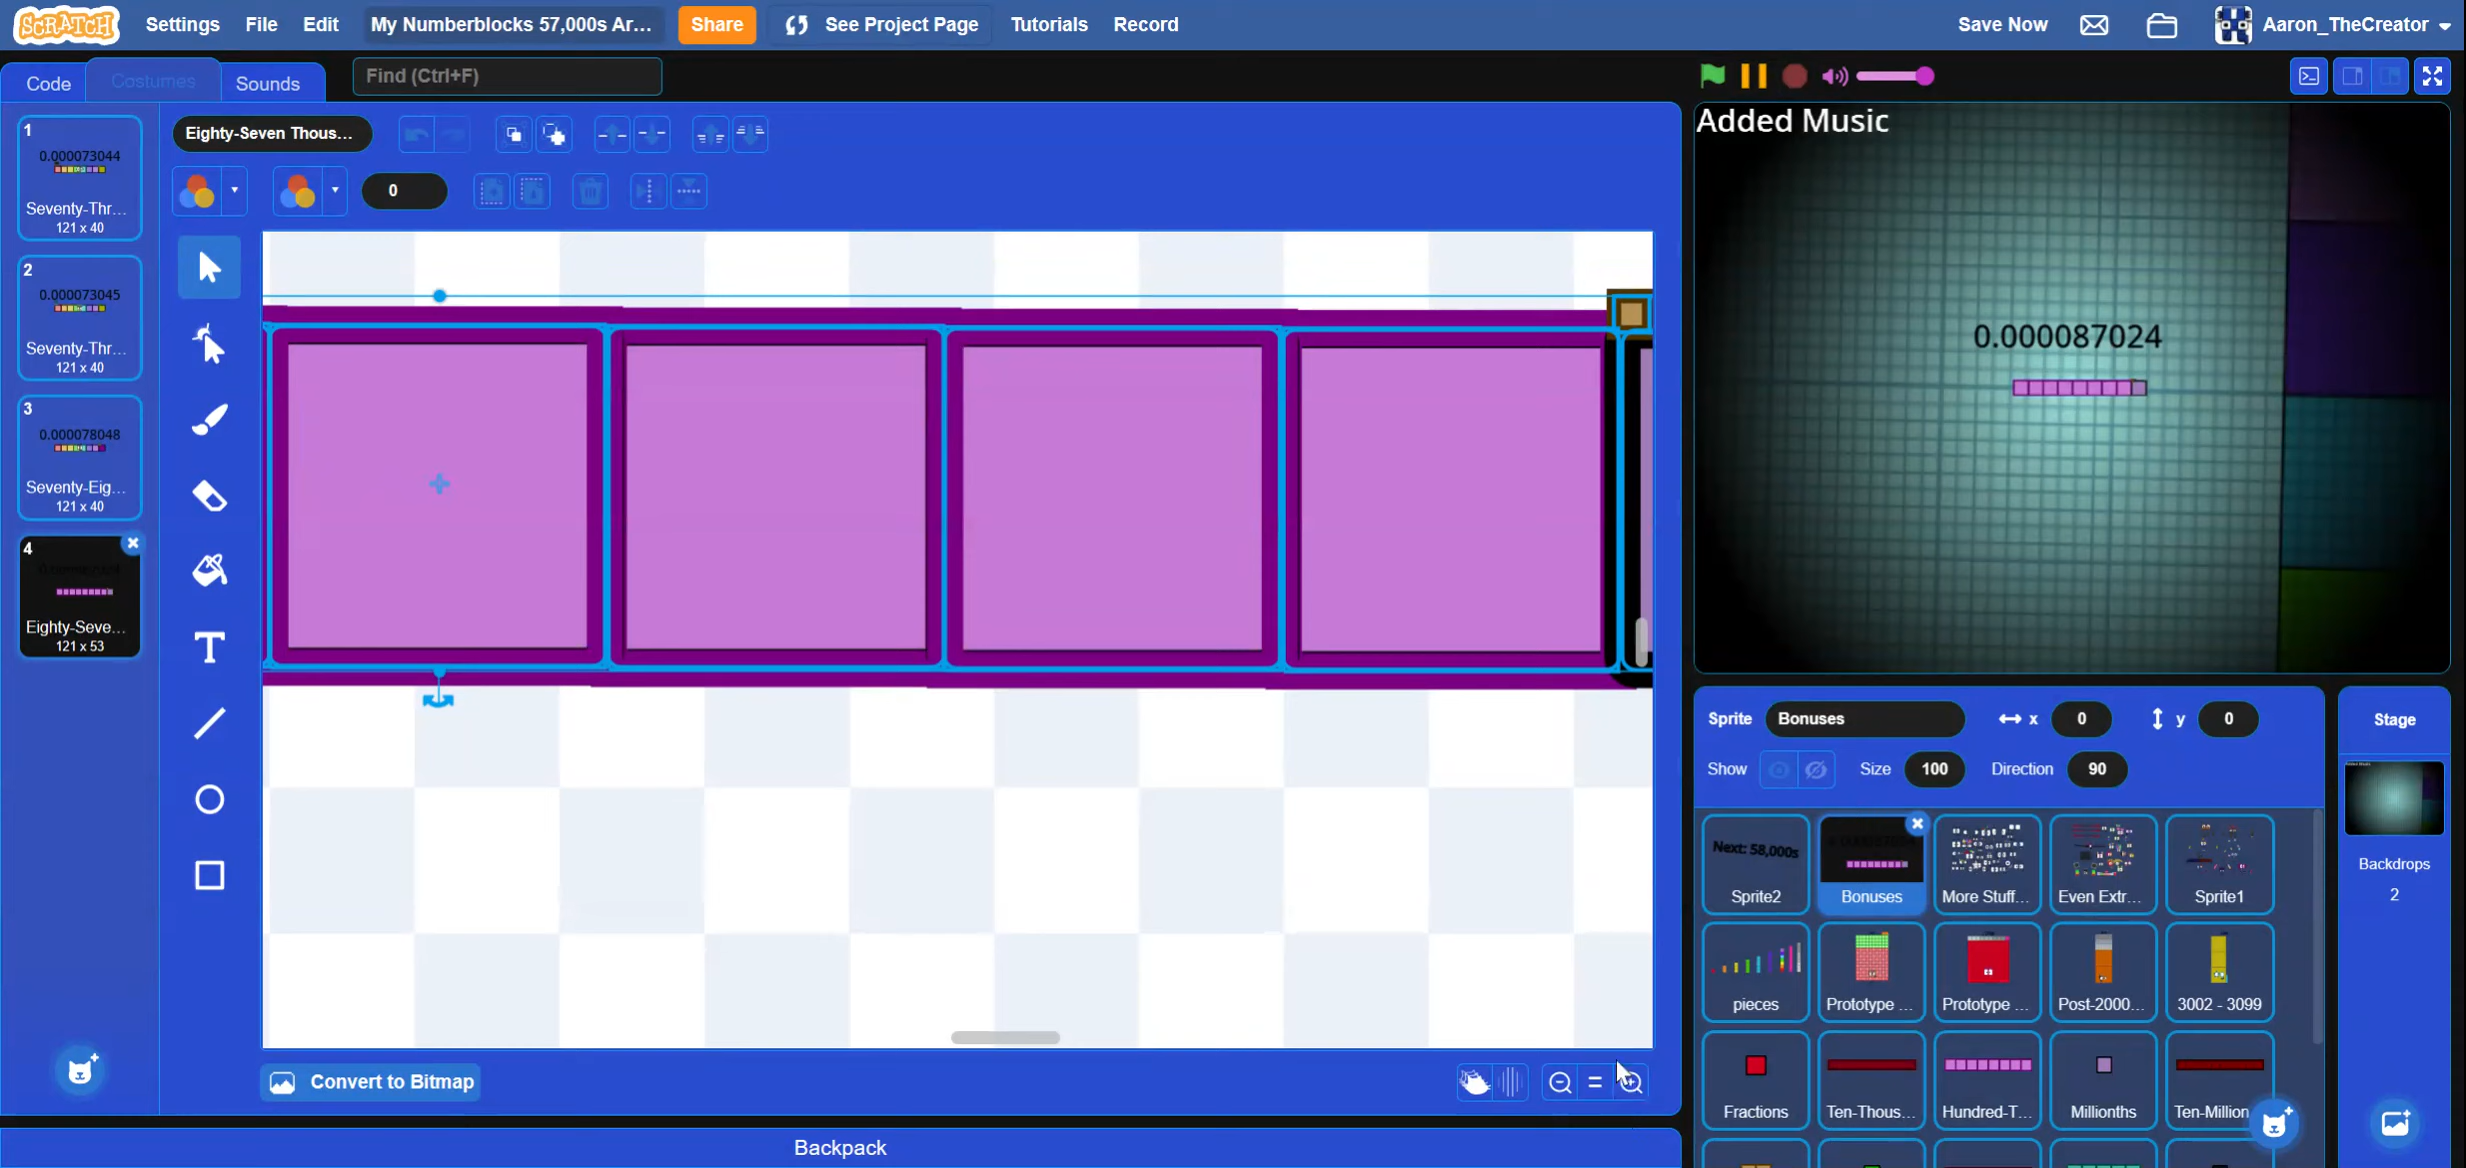 SCRATCH Settings File Edit My Numberblocks 57,000s Ar... Share See Project Page Tutorials Record Save Now Aaron_TheCreator
Code Costumes Sounds Find (Ctrl+F)
1
0.000073044
Seventy-Thr...
121 x 40
2
0.000073045
Seventy-Thr...
121 x 40
3
0.000078048
Seventy-Eig...
121 x 40
4
Eighty-Seve...
121 x 53
Eighty-Seven Thous...
0
T
Convert to Bitmap
Backpack
Added Music
0.000087024
Sprite Bonuses x 0 y 0
Show Size 100 Direction 90
Next: 58,000s
Sprite2 Bonuses More Stuff... Even Extr... Sprite1
pieces Prototype ... Prototype ... Post-2000... 3002 - 3099
Fractions Ten-Thous... Hundred-T... Millionths Ten-Million
Stage
Backdrops
2